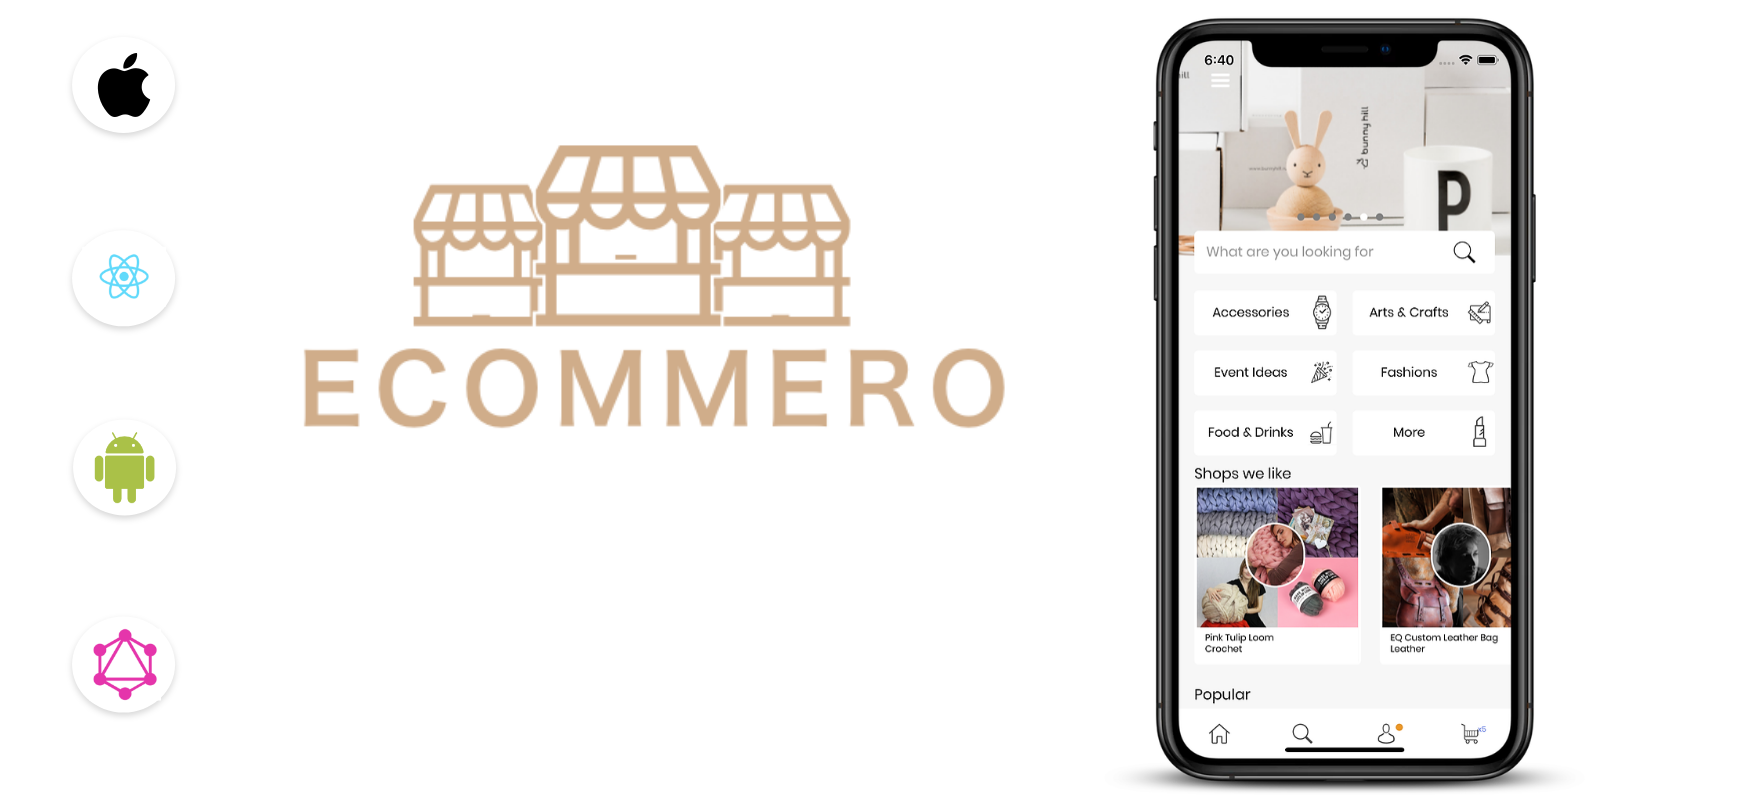 ECOMMERO
6:40
hill
bunny hill
P
What are you looking for
Accessories
Arts & Crafts
Event Ideas
Fashions
Food & Drinks
More
Shops we like
Pink Tulip Loom
Crochet
EQ Custom Leather Bag
Leather
Popular